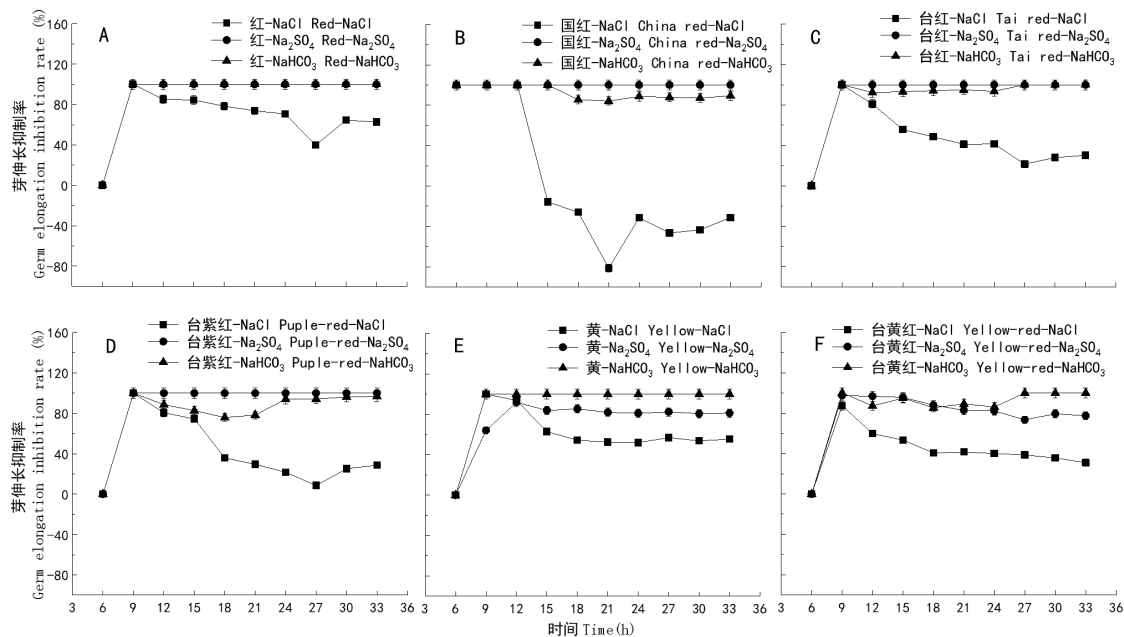 芽伸长抑制率
Germ elongation inhibition rate (%)
160
120
80
40
0
-40
-80
A
红-NaCl Red-NaCl
红-Na₂SO₄ Red-Na₂SO₄
红-NaHCO₃ Red-NaHCO₃
B
国红-NaCl China red-NaCl
国红-Na₂SO₄ China red-Na₂SO₄
国红-NaHCO₃ China red-NaHCO₃
C
台红-NaCl Tai red-NaCl
台红-Na₂SO₄ Tai red-Na₂SO₄
台红-NaHCO₃ Tai red-NaHCO₃
芽伸长抑制率
Germ elongation inhibition rate (%)
160
120
80
40
0
-40
-80
D
台紫红-NaCl Puple-red-NaCl
台紫红-Na₂SO₄ Puple-red-Na₂SO₄
台紫红-NaHCO₃ Puple-red-NaHCO₃
E
黄-NaCl Yellow-NaCl
黄-Na₂SO₄ Yellow-Na₂SO₄
黄-NaHCO₃ Yellow-NaHCO₃
F
台黄红-NaCl Yellow-red-NaCl
台黄红-Na₂SO₄ Yellow-red-Na₂SO₄
台黄红-NaHCO₃ Yellow-red-NaHCO₃
3 6 9 12 15 18 21 24 27 30 33 36
3 6 9 12 15 18 21 24 27 30 33 36
3 6 9 12 15 18 21 24 27 30 33 36
时间 Time(h)